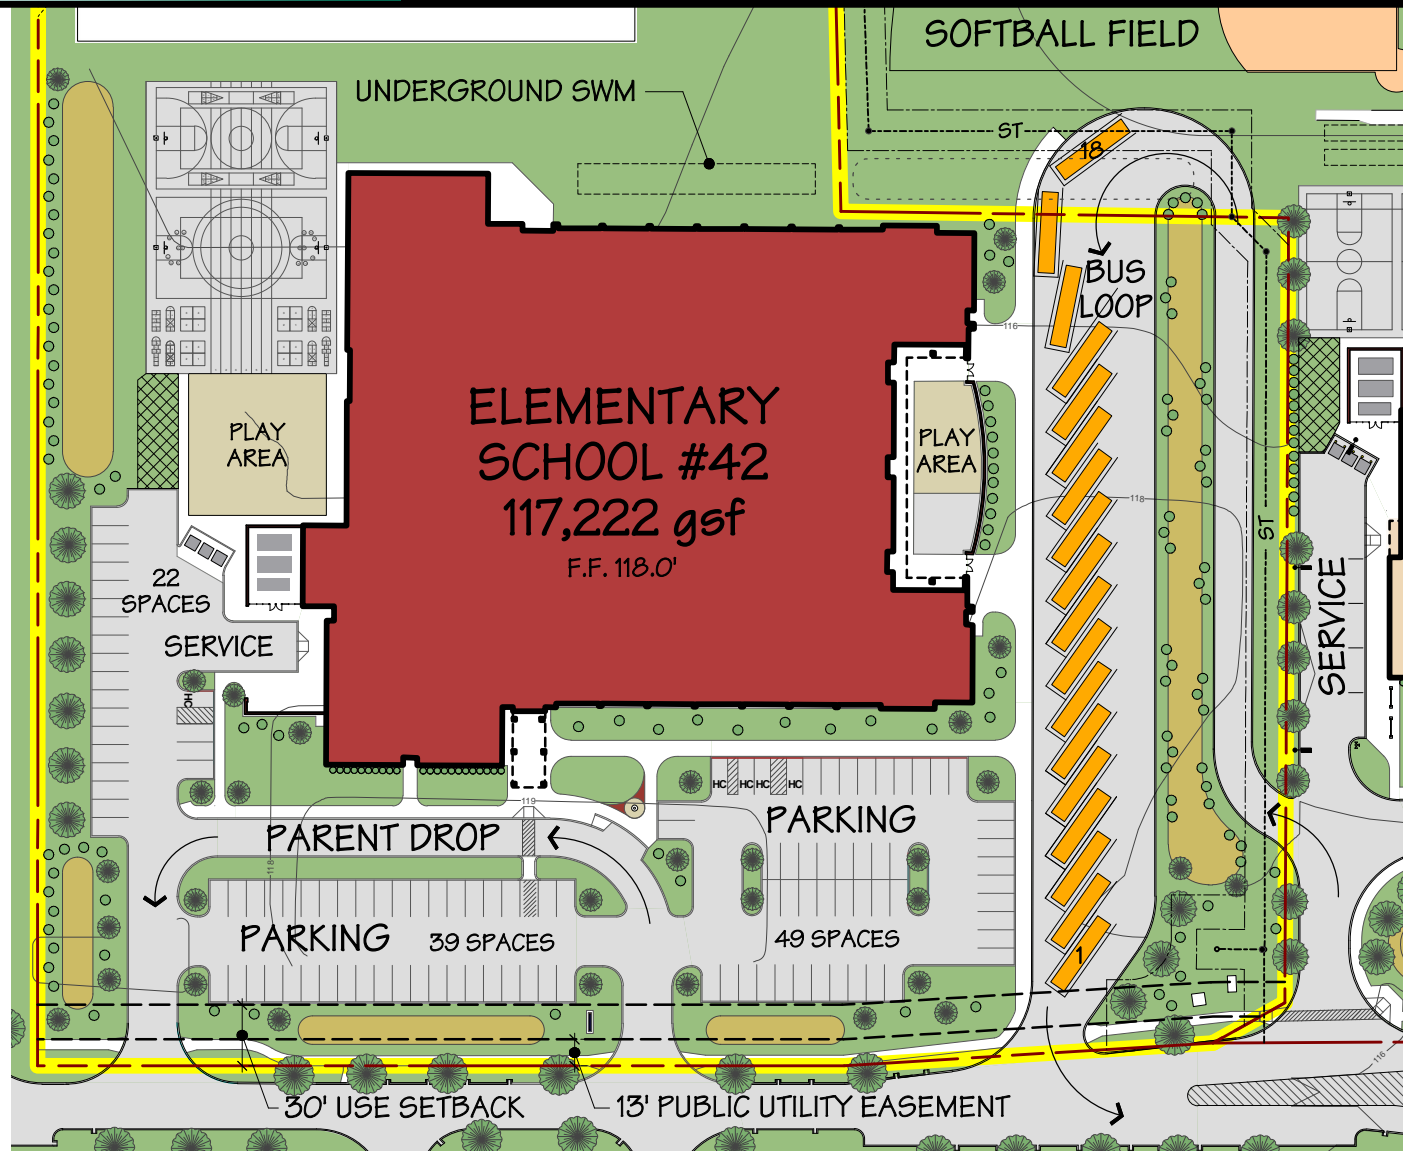 SOFTBALL FIELD
UNDERGROUND SWM
ST
18
BUS
LOOP
116
ELEMENTARY
SCHOOL #42
117,222 gsf
F.F. 118.0'
PLAY
AREA
PLAY
AREA
118
ST
22
SPACES
SERVICE
SERVICE
HC
HC
HC
HC
HC
119
PARENT DROP
PARKING
118
PARKING
39 SPACES
49 SPACES
1
116
30' USE SETBACK
13' PUBLIC UTILITY EASEMENT